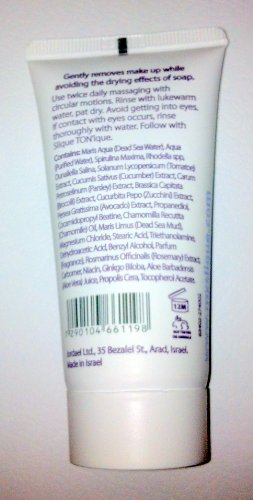 Gently removes make up while
avoiding the drying effects of soap.
Use twice daily massaging with
circular motions. Rinse with lukewarm
water, pat dry. Avoid getting into eyes.
If contact with eyes occurs, rinse
thoroughly with water. Follow with
Slique TON'ique.
Contains: Maris Aqua (Dead Sea Water), Aqua
(Purified Water), Spirulina Maxima, Rhodella spp,
Dunaliella Salina, Solanum Lycopersicum (Tomato)
Extract, Cucumis Sativus (Cucumber) Extract, Carum
Petroselinum (Parsley) Extract, Brassica Capitota
(Broccoli) Extract, Cucurbita Pepo (Zucchini) Extract,
Persea Gratissima (Avocado) Extract, Propanediol,
Cocamidopropyl Beratine, Chamomilla Recutita
(Chamomile) Oil, Maris Limus (Dead Sea Mud),
Magnesium Chloride, Stearic Acid, Triethanolamine,
Dehydroacetic Acid, Benzyl Alcohol, Parfum
(Fragrance), Rosmarinus Officinalis (Rosemary) Extract,
Carbomer, Niacin, Ginkgo Biloba, Aloe Barbadensis
(Aloe Vera) Juice, Propolis Cera, Tocopherol Acetate.
12M
7290104661198
Jordael Ltd., 35 Bezalel St., Arad, Israel.
Made in Israel